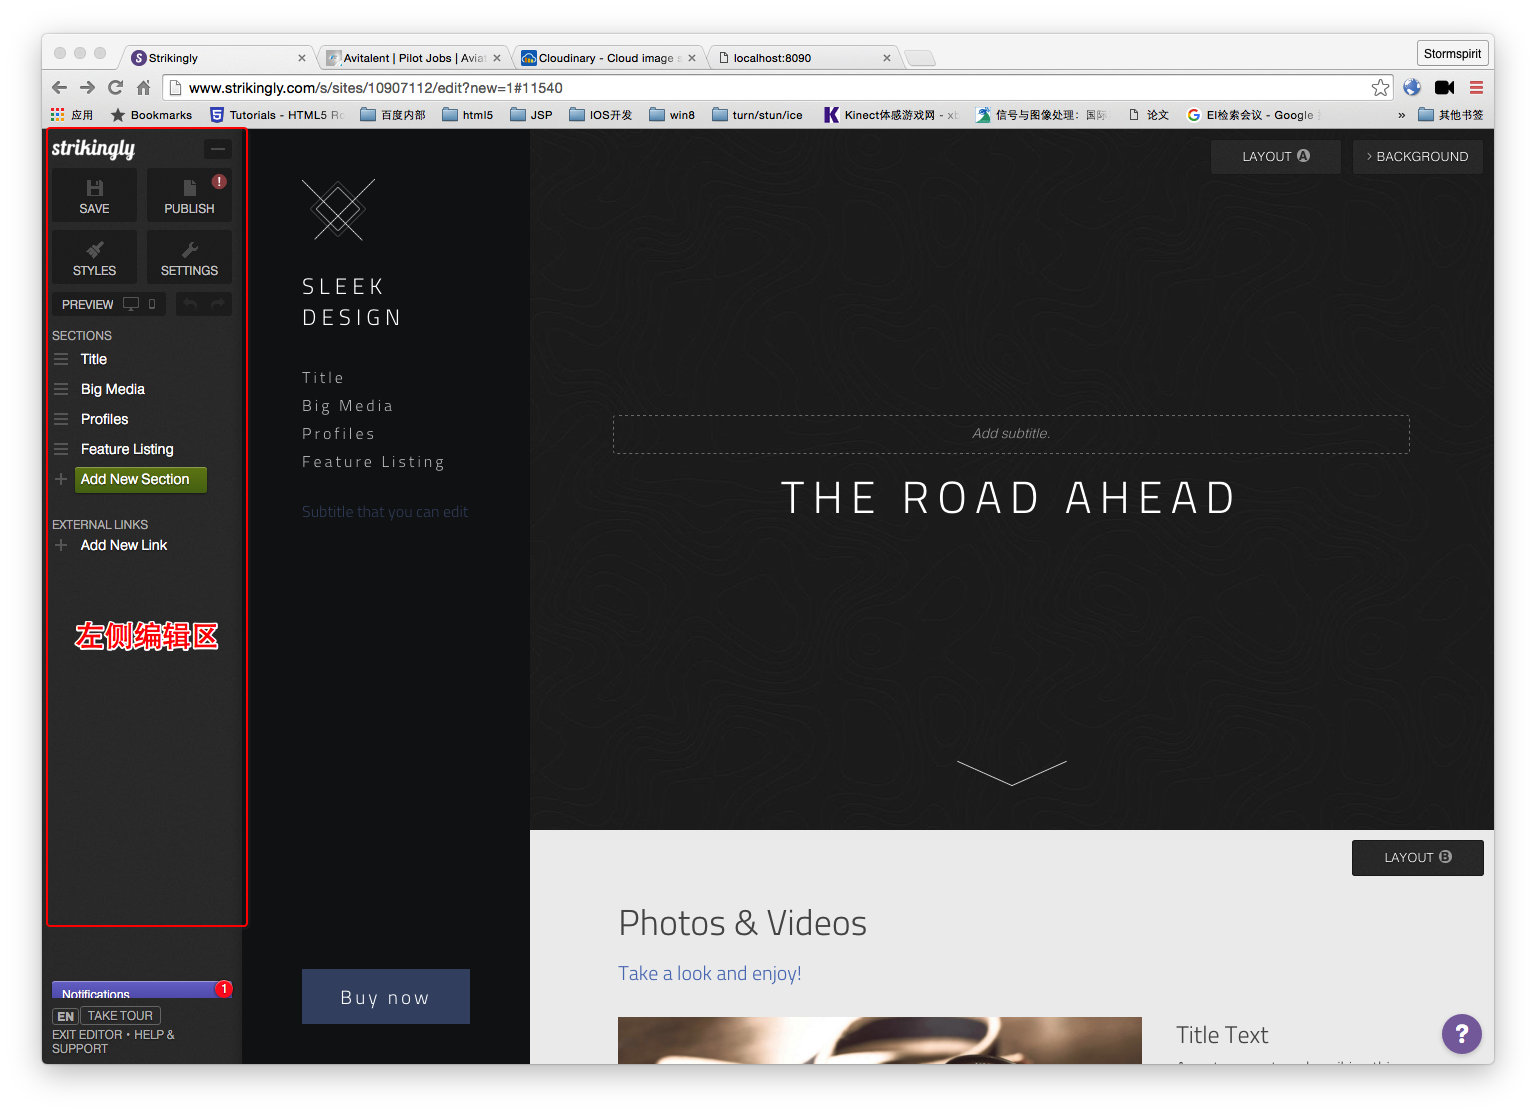 Strikingly
Avitalent | Pilot Jobs | Aviat
Cloudinary - Cloud image s
localhost:8090
Stormspirit
www.strikingly.com/s/sites/10907112/edit?new=1#11540
应用
Bookmarks
Tutorials - HTML5 Ro
百度内部
html5
JSP
IOS开发
win8
turn/stun/ice
Kinect体感游戏网 - xb
信号与图像处理：国际
论文
EI检索会议 - Google
»
其他书签
strikingly
SAVE
PUBLISH
!
STYLES
SETTINGS
PREVIEW
SECTIONS
Title
Big Media
Profiles
Feature Listing
Add New Section
EXTERNAL LINKS
Add New Link
左侧编辑区
Notifications
1
EN
TAKE TOUR
EXIT EDITOR • HELP &
SUPPORT
SLEEK
DESIGN
Title
Big Media
Profiles
Feature Listing
Subtitle that you can edit
Buy now
LAYOUT A
› BACKGROUND
Add subtitle.
THE ROAD AHEAD
LAYOUT B
Photos & Videos
Take a look and enjoy!
Title Text
?